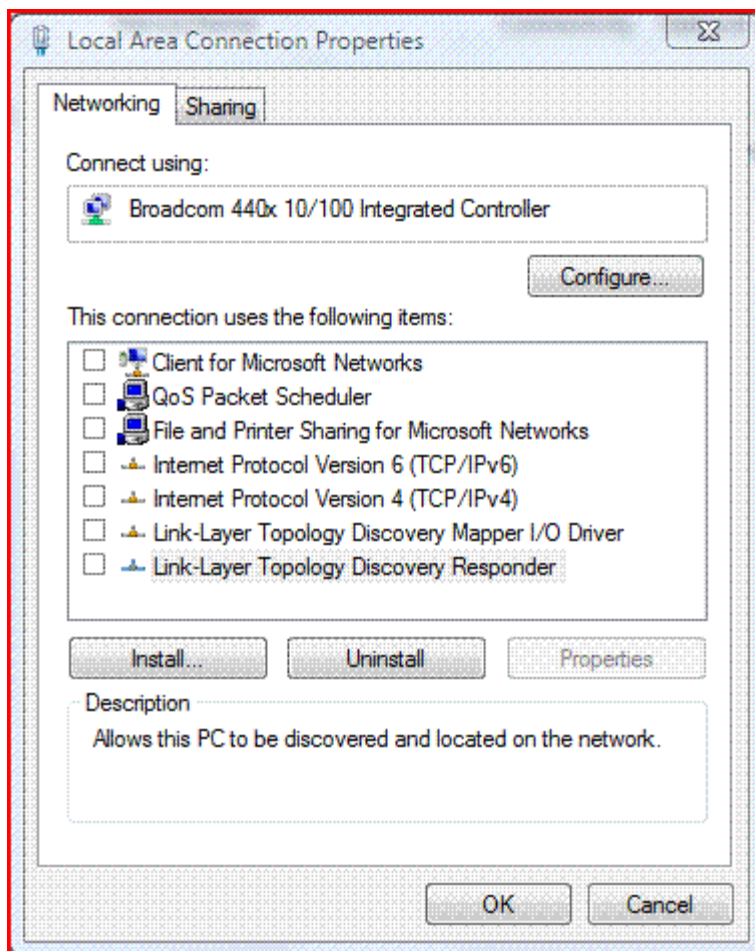 Local Area Connection Properties
Networking
Sharing
Connect using:
Broadcom 440x 10/100 Integrated Controller
Configure...
This connection uses the following items:
Client for Microsoft Networks
QoS Packet Scheduler
File and Printer Sharing for Microsoft Networks
Internet Protocol Version 6 (TCP/IPv6)
Internet Protocol Version 4 (TCP/IPv4)
Link-Layer Topology Discovery Mapper I/O Driver
Link-Layer Topology Discovery Responder
Install...
Uninstall
Properties
Description
Allows this PC to be discovered and located on the network.
OK
Cancel